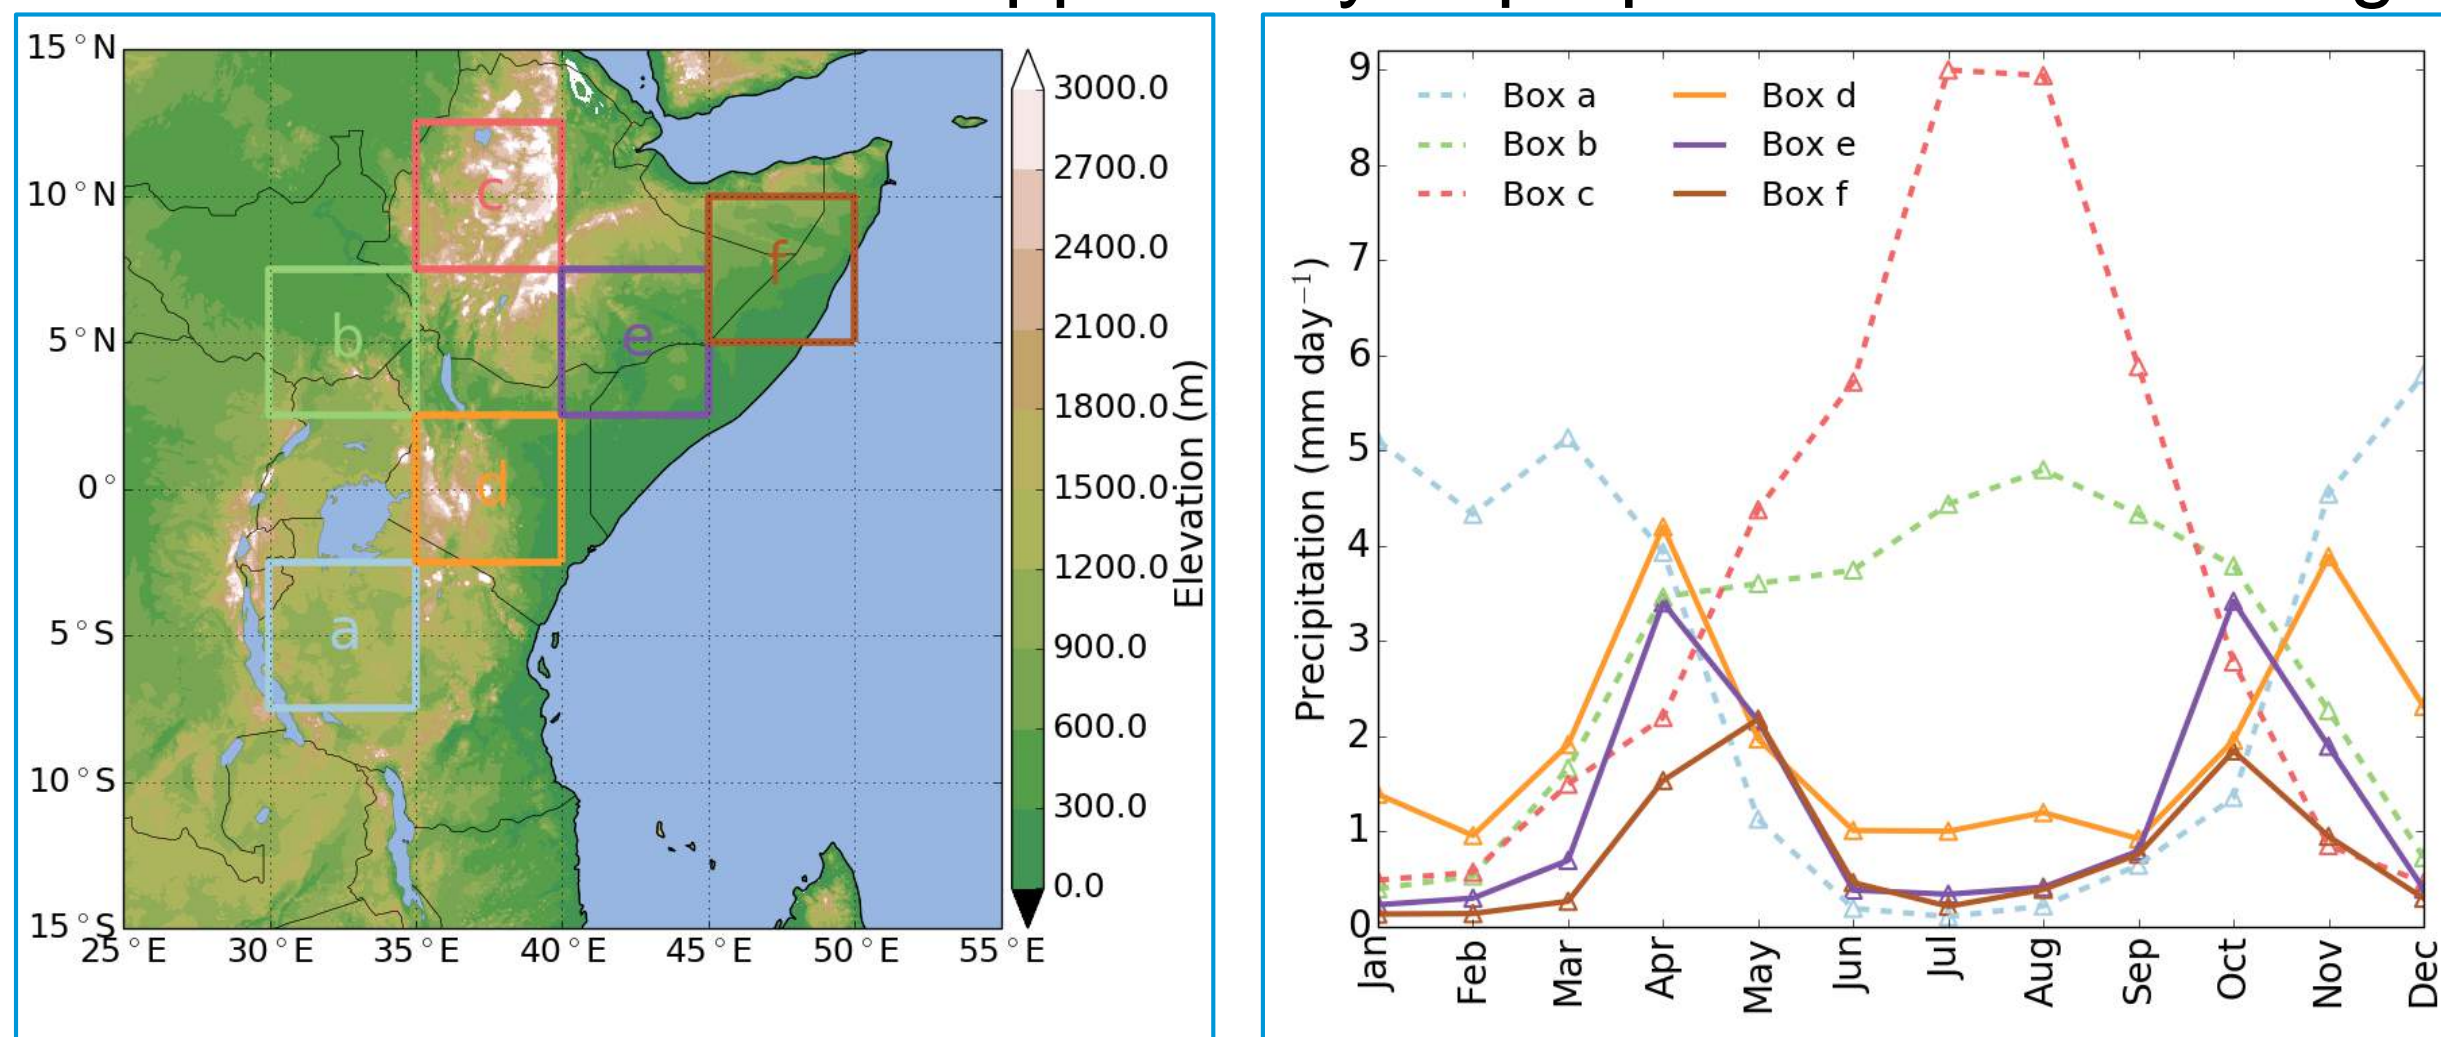 15°N
10°N
5°N
0°
5°S
10°S
15°S
25°E 30°E 35°E 40°E 45°E 50°E 55°E
c
f
b
e
d
a
3000.0
2700.0
2400.0
2100.0
1800.0
1500.0
1200.0
900.0
600.0
300.0
0.0
Elevation (m)
Precipitation (mm day⁻¹)
9
8
7
6
5
4
3
2
1
0
Box a
Box b
Box c
Box d
Box e
Box f
Jan Feb Mar Apr May Jun Jul Aug Sep Oct Nov Dec